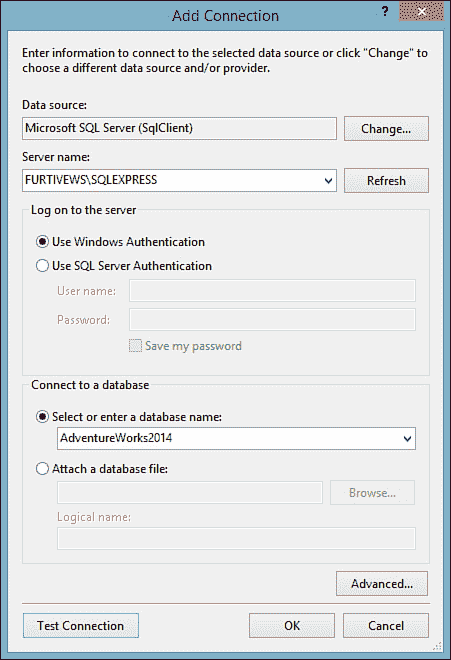 Add Connection
?
x
Enter information to connect to the selected data source or click "Change" to
choose a different data source and/or provider.
Data source:
Microsoft SQL Server (SqlClient)
Change...
Server name:
FURTIVEWS\SQLEXPRESS
Refresh
Log on to the server
Use Windows Authentication
Use SQL Server Authentication
User name:
Password:
Save my password
Connect to a database
Select or enter a database name:
AdventureWorks2014
Attach a database file:
Browse...
Logical name:
Advanced...
Test Connection
OK
Cancel